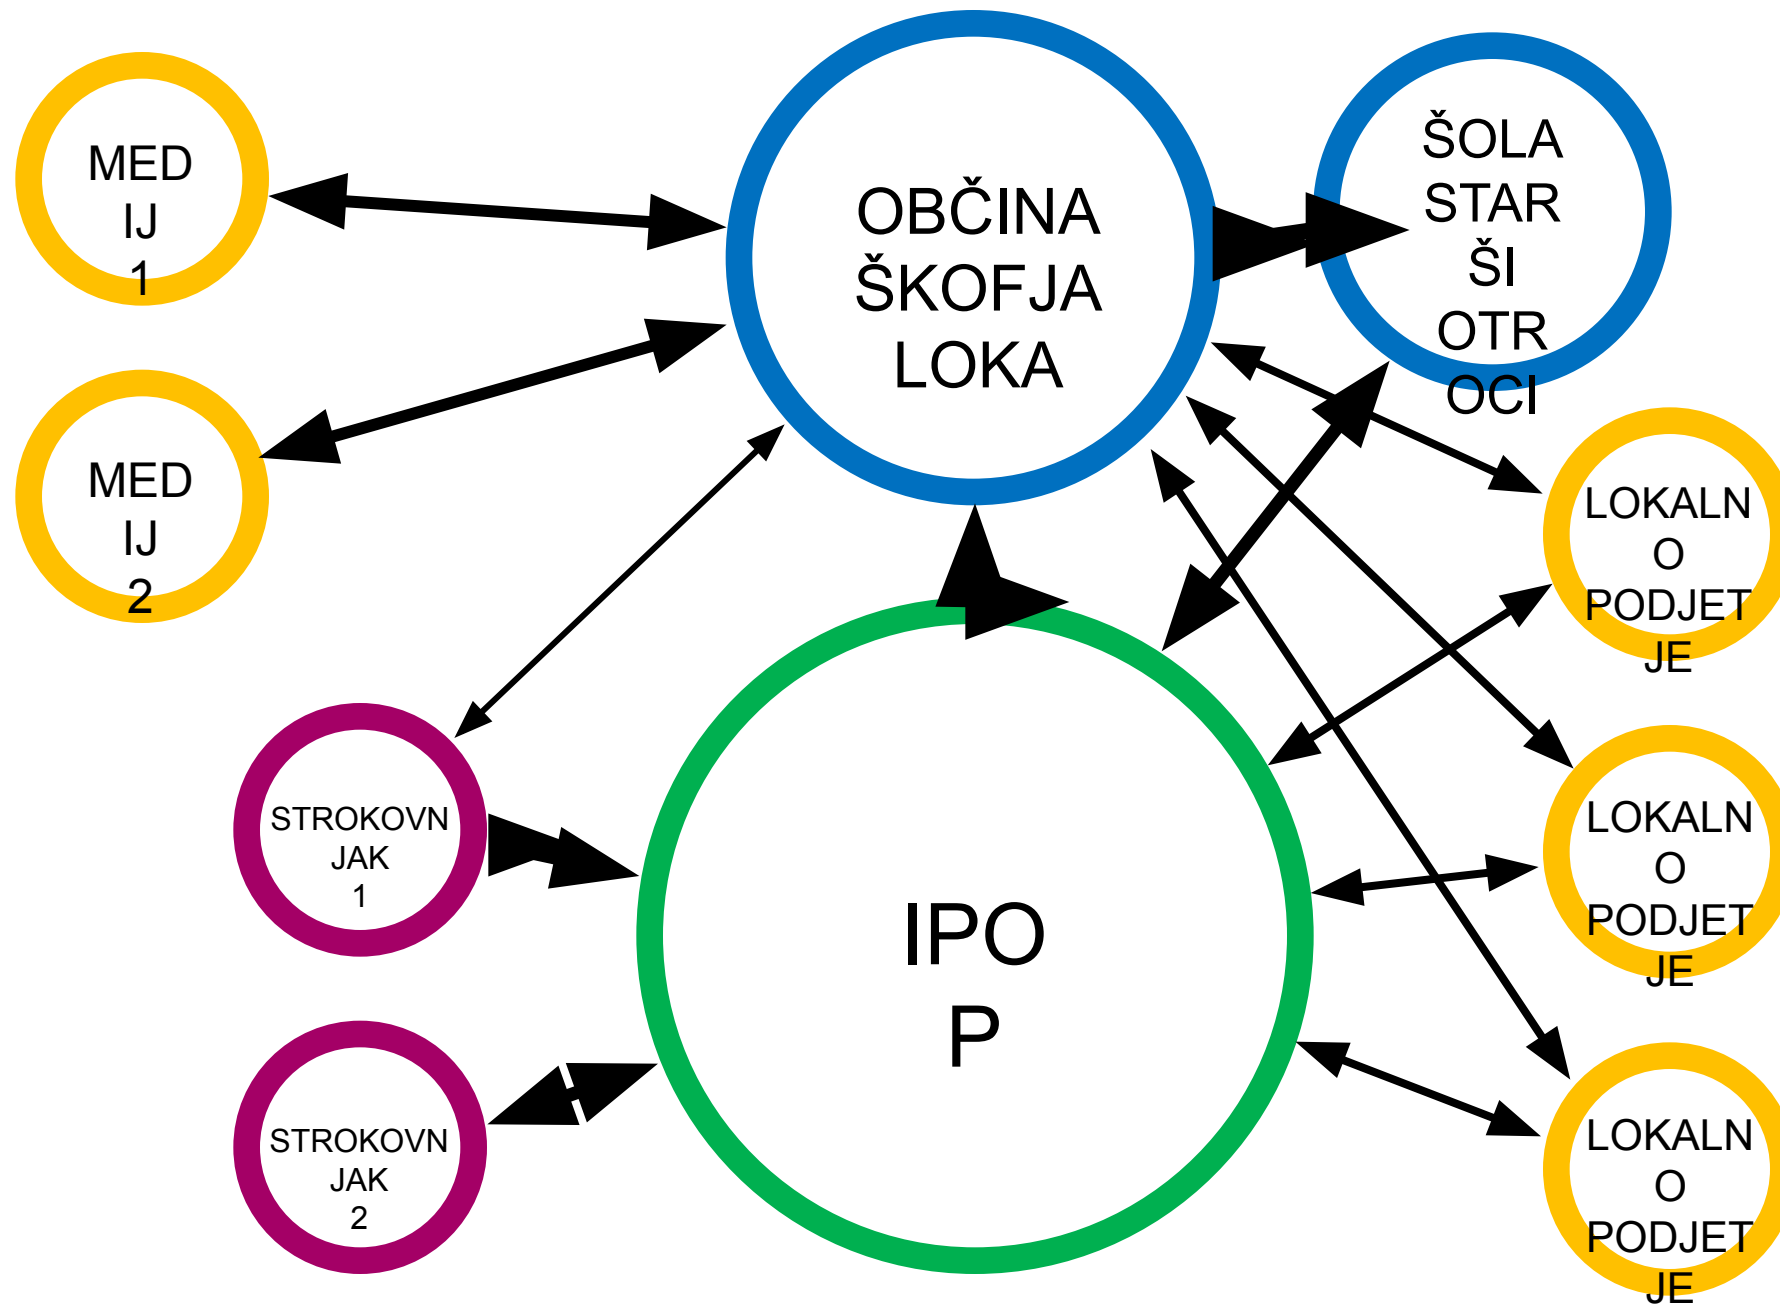 MED
IJ
1
OBČINA
ŠKOFJA
LOKA
ŠOLA
STAR
ŠI
OTR
OCI
MED
IJ
2
LOKALN
O
PODJET
JE
STROKOVN
JAK
1
IPO
P
LOKALN
O
PODJET
JE
STROKOVN
JAK
2
LOKALN
O
PODJET
JE